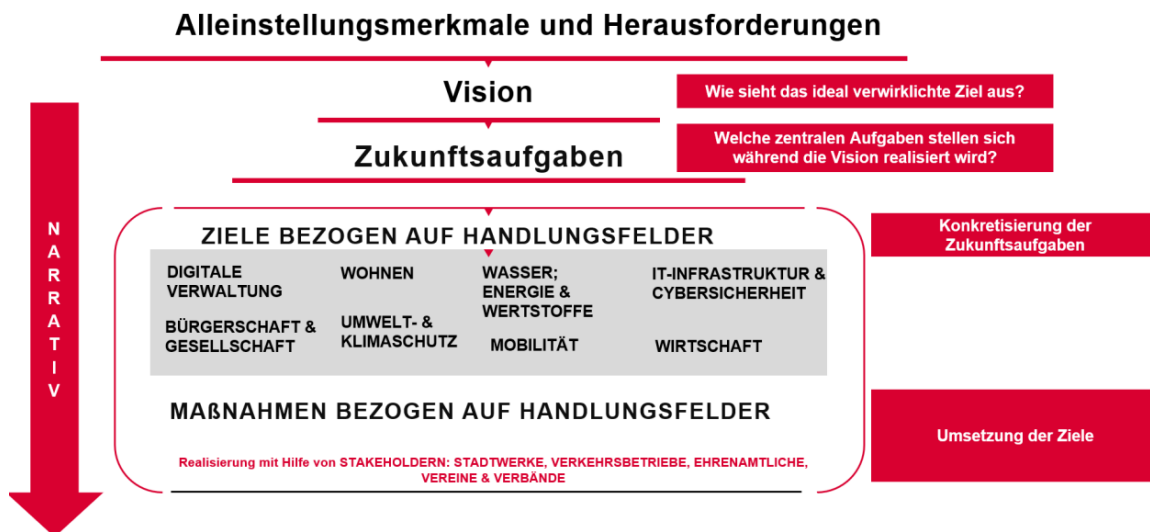 Alleinstellungsmerkmale und Herausforderungen
Vision
Wie sieht das ideal verwirklichte Ziel aus?
Zukunftsaufgaben
Welche zentralen Aufgaben stellen sich
während die Vision realisiert wird?
NARRATIV
ZIELE BEZOGEN AUF HANDLUNGSFELDER
Konkretisierung der
Zukunftsaufgaben
DIGITALE
VERWALTUNG
WOHNEN
WASSER;
ENERGIE &
WERTSTOFFE
IT-INFRASTRUKTUR &
CYBERSICHERHEIT
BÜRGERSCHAFT &
GESELLSCHAFT
UMWELT- &
KLIMASCHUTZ
MOBILITÄT
WIRTSCHAFT
MAßNAHMEN BEZOGEN AUF HANDLUNGSFELDER
Umsetzung der Ziele
Realisierung mit Hilfe von STAKEHOLDERN: STADTWERKE, VERKEHRSBETRIEBE, EHRENAMTLICHE,
VEREINE & VERBÄNDE